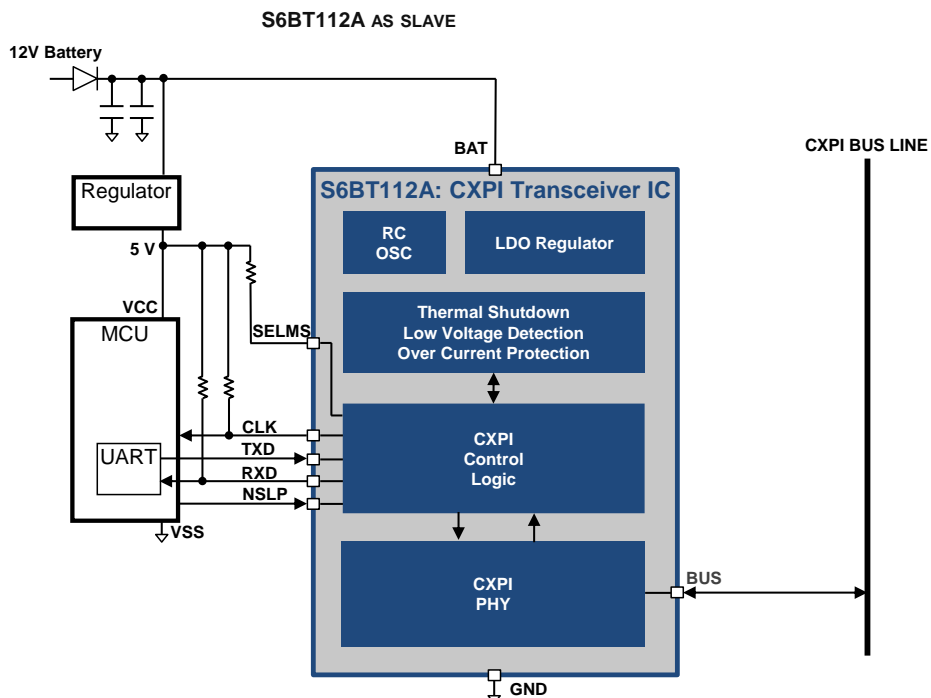 S6BT112A AS SLAVE
12V Battery
BAT
CXPI BUS LINE
Regulator
S6BT112A: CXPI Transceiver IC
RC
OSC
LDO Regulator
5 V
VCC
MCU
SELMS
Thermal Shutdown
Low Voltage Detection
Over Current Protection
CLK
TXD
RXD
NSLP
UART
CXPI
Control
Logic
VSS
CXPI
PHY
BUS
GND